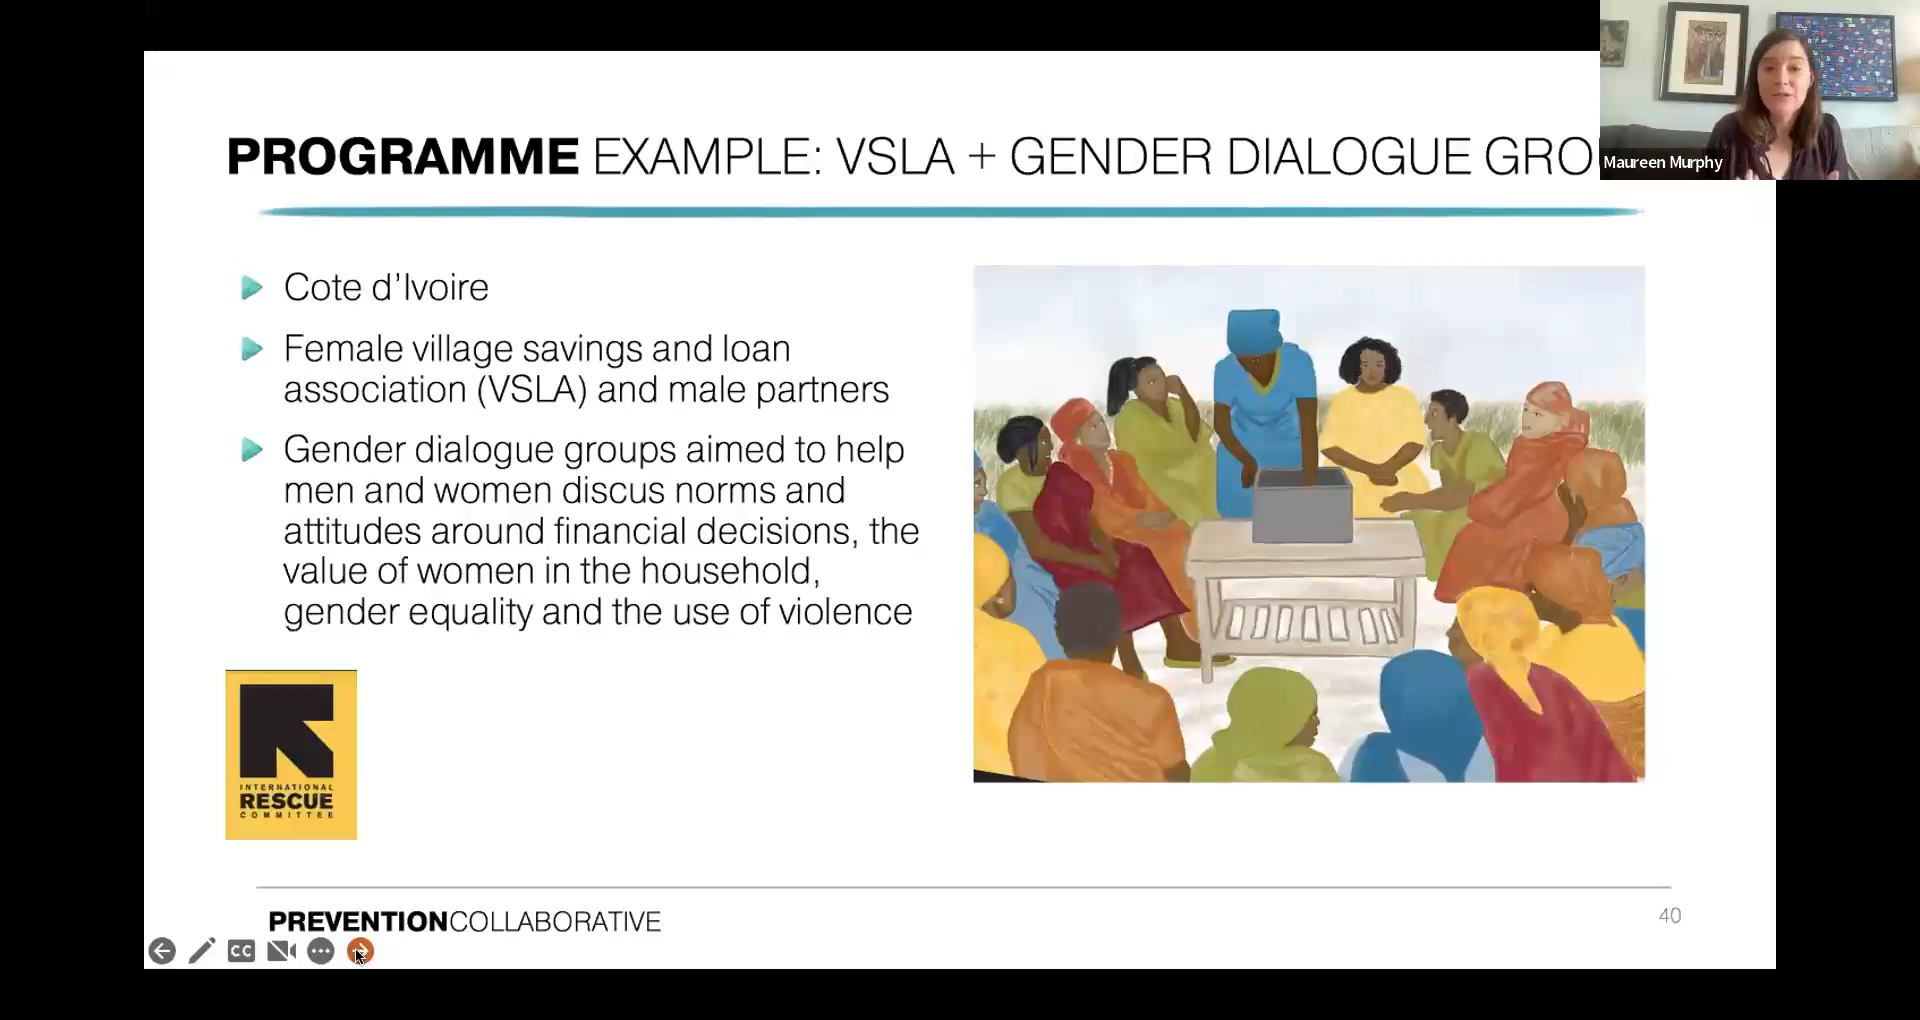 PROGRAMME EXAMPLE: VSLA + GENDER DIALOGUE
Maureen Murphy
Cote d’Ivoire
Female village savings and loan
association (VSLA) and male partners
Gender dialogue groups aimed to help
men and women discus norms and
attitudes around financial decisions, the
value of women in the household,
gender equality and the use of violence
INTERNATIONAL
RESCUE
COMMITTEE
PREVENTIONCOLLABORATIVE
40
CC